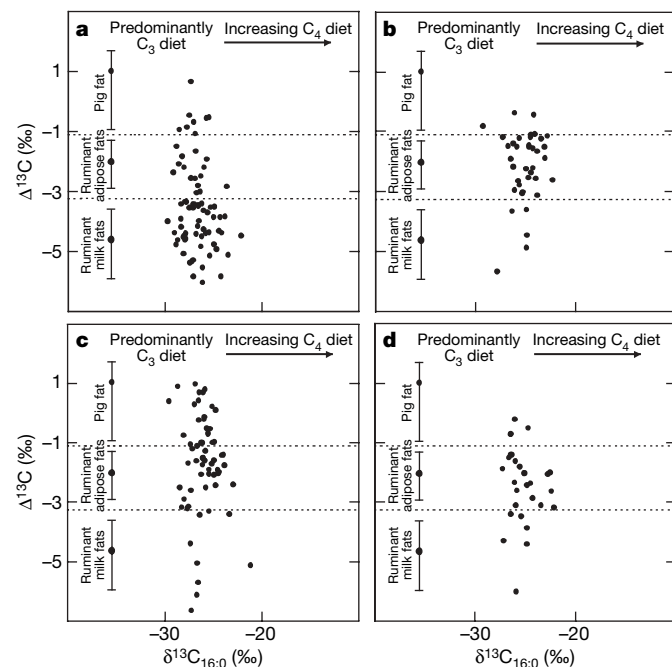 a
Predominantly
C3 diet
Increasing C4 diet
1
−1
−3
−5
Δ13C (‰)
Pig fat
Ruminant
adipose fats
Ruminant
milk fats
−30
−20
b
Predominantly
C3 diet
Increasing C4 diet
Pig fat
Ruminant
adipose fats
Ruminant
milk fats
c
Predominantly
C3 diet
Increasing C4 diet
1
−1
−3
−5
Δ13C (‰)
Pig fat
Ruminant
adipose fats
Ruminant
milk fats
−30
−20
δ13C16:0 (‰)
d
Predominantly
C3 diet
Increasing C4 diet
Pig fat
Ruminant
adipose fats
Ruminant
milk fats
−30
−20
δ13C16:0 (‰)